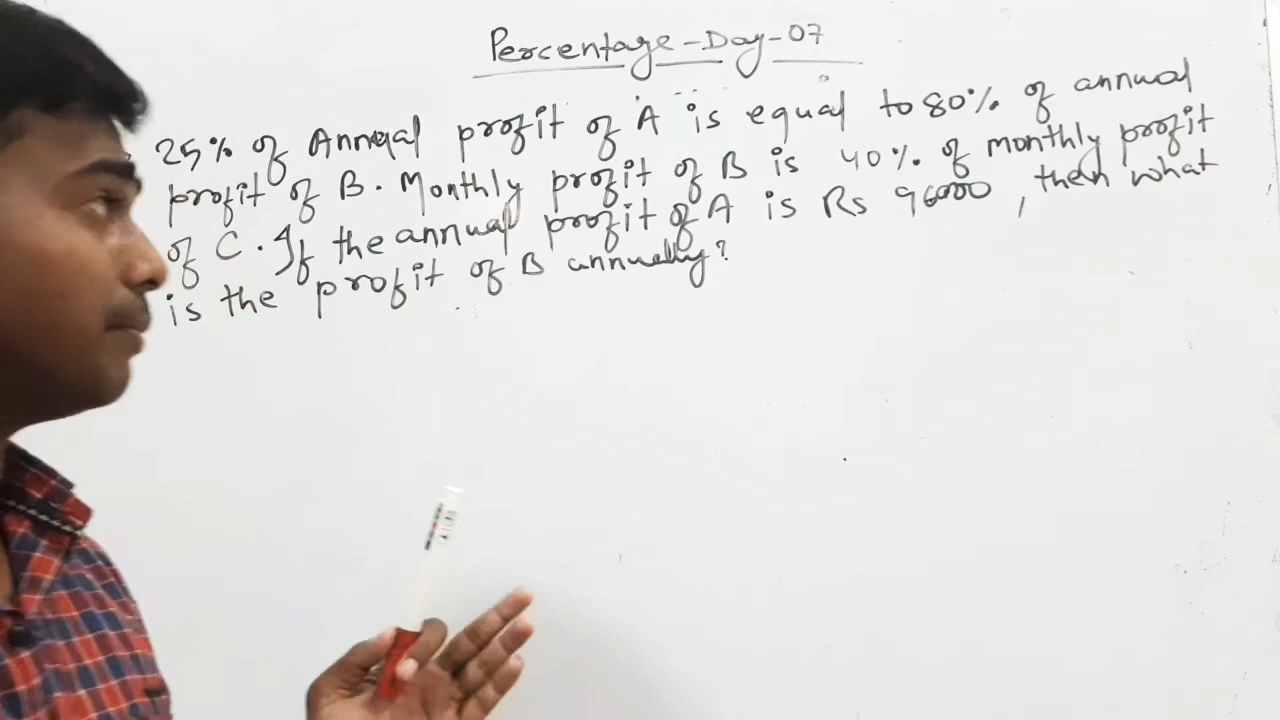 Percentage-Day-07
25% of Annual profit of A is equal to 80% of annual
profit of B. Monthly profit of B is 40% of monthly profit
of C. If the annual profit of A is Rs 96000, then what
is the profit of B annually?